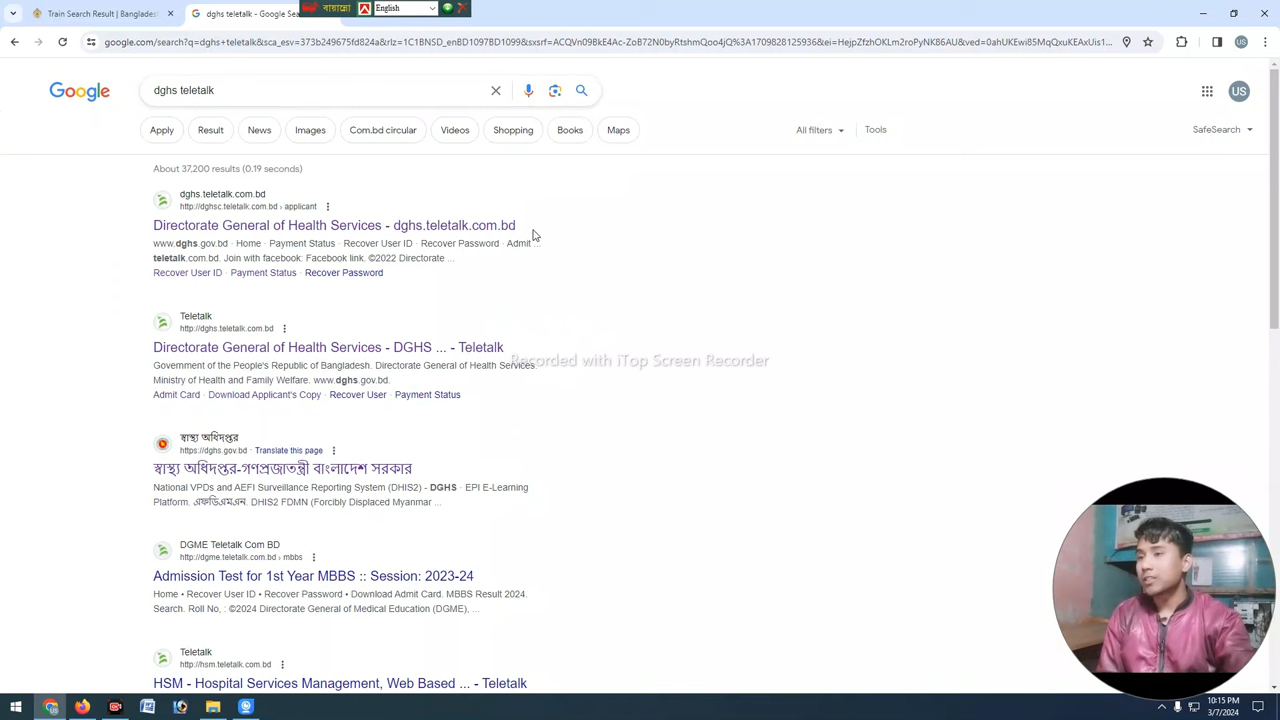 Train Search Result | Banglades
dghs teletalk - Google Sea
বায়ান্নো
English
google.com/search?q=dghs+teletalk&sca_esv=373b249675fd824a&rlz=1C1BNSD_enBD1097BD1099&sxsrf=ACQVn09BkE4Ac-ZoB72N0byRtshmQoo4jQ%3A1709828125936&ei=HejpZfzhOKLm2roPyNK86AU&ved=0ahUKEwi85MqQxuKEAxUi1...
US
Google
dghs teletalk
US
Apply
Result
News
Images
Com.bd circular
Videos
Shopping
Books
Maps
All filters
Tools
SafeSearch
About 37,200 results (0.19 seconds)
dghs.teletalk.com.bd
http://dghsc.teletalk.com.bd › applicant
Directorate General of Health Services - dghs.teletalk.com.bd
www.dghs.gov.bd · Home · Payment Status · Recover User ID · Recover Password · Admit ...
teletalk.com.bd. Join with facebook: Facebook link. ©2022 Directorate ...
Recover User ID · Payment Status · Recover Password
Teletalk
http://dghs.teletalk.com.bd
Directorate General of Health Services - DGHS ... - Teletalk
Recorded with iTop Screen Recorder
Government of the People's Republic of Bangladesh. Directorate General of Health Services.
Ministry of Health and Family Welfare. www.dghs.gov.bd.
Admit Card · Download Applicant's Copy · Recover User · Payment Status
স্বাস্থ্য অধিদপ্তর
https://dghs.gov.bd · Translate this page
স্বাস্থ্য অধিদপ্তর-গণপ্রজাতন্ত্রী বাংলাদেশ সরকার
National VPDs and AEFI Surveillance Reporting System (DHIS2) - DGHS · EPI E-Learning
Platform. এফডিএমএন. DHIS2 FDMN (Forcibly Displaced Myanmar ...
DGME Teletalk Com BD
http://dgme.teletalk.com.bd › mbbs
Admission Test for 1st Year MBBS :: Session: 2023-24
Home • Recover User ID • Recover Password • Download Admit Card. MBBS Result 2024.
Search. Roll No, : ©2024 Directorate General of Medical Education (DGME), ...
Teletalk
http://hsm.teletalk.com.bd
HSM - Hospital Services Management, Web Based ... - Teletalk
10:15 PM
3/7/2024